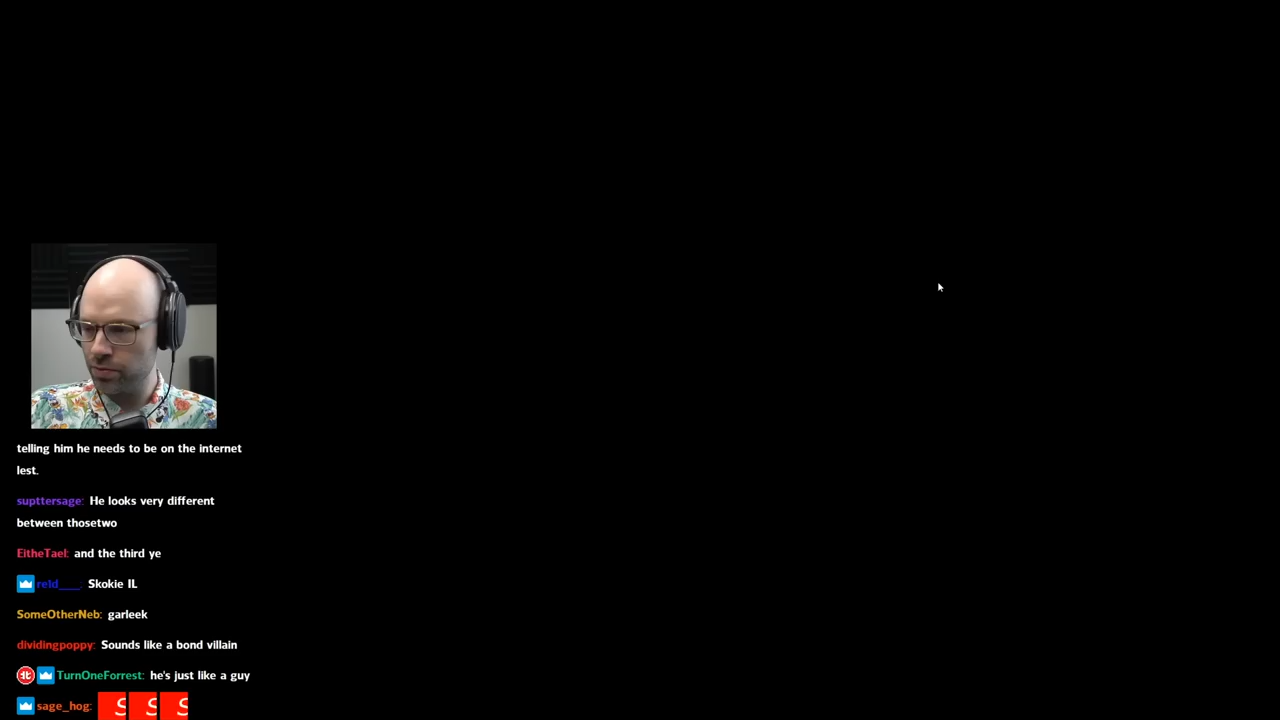 telling him he needs to be on the internet
lest.
supttersage: He looks very different
between thosetwo
EitheTael: and the third ye
reld____: Skokie IL
SomeOtherNeb: garleek
dividingpoppy: Sounds like a bond villain
TurnOneForrest: he's just like a guy
sage_hog: S S S